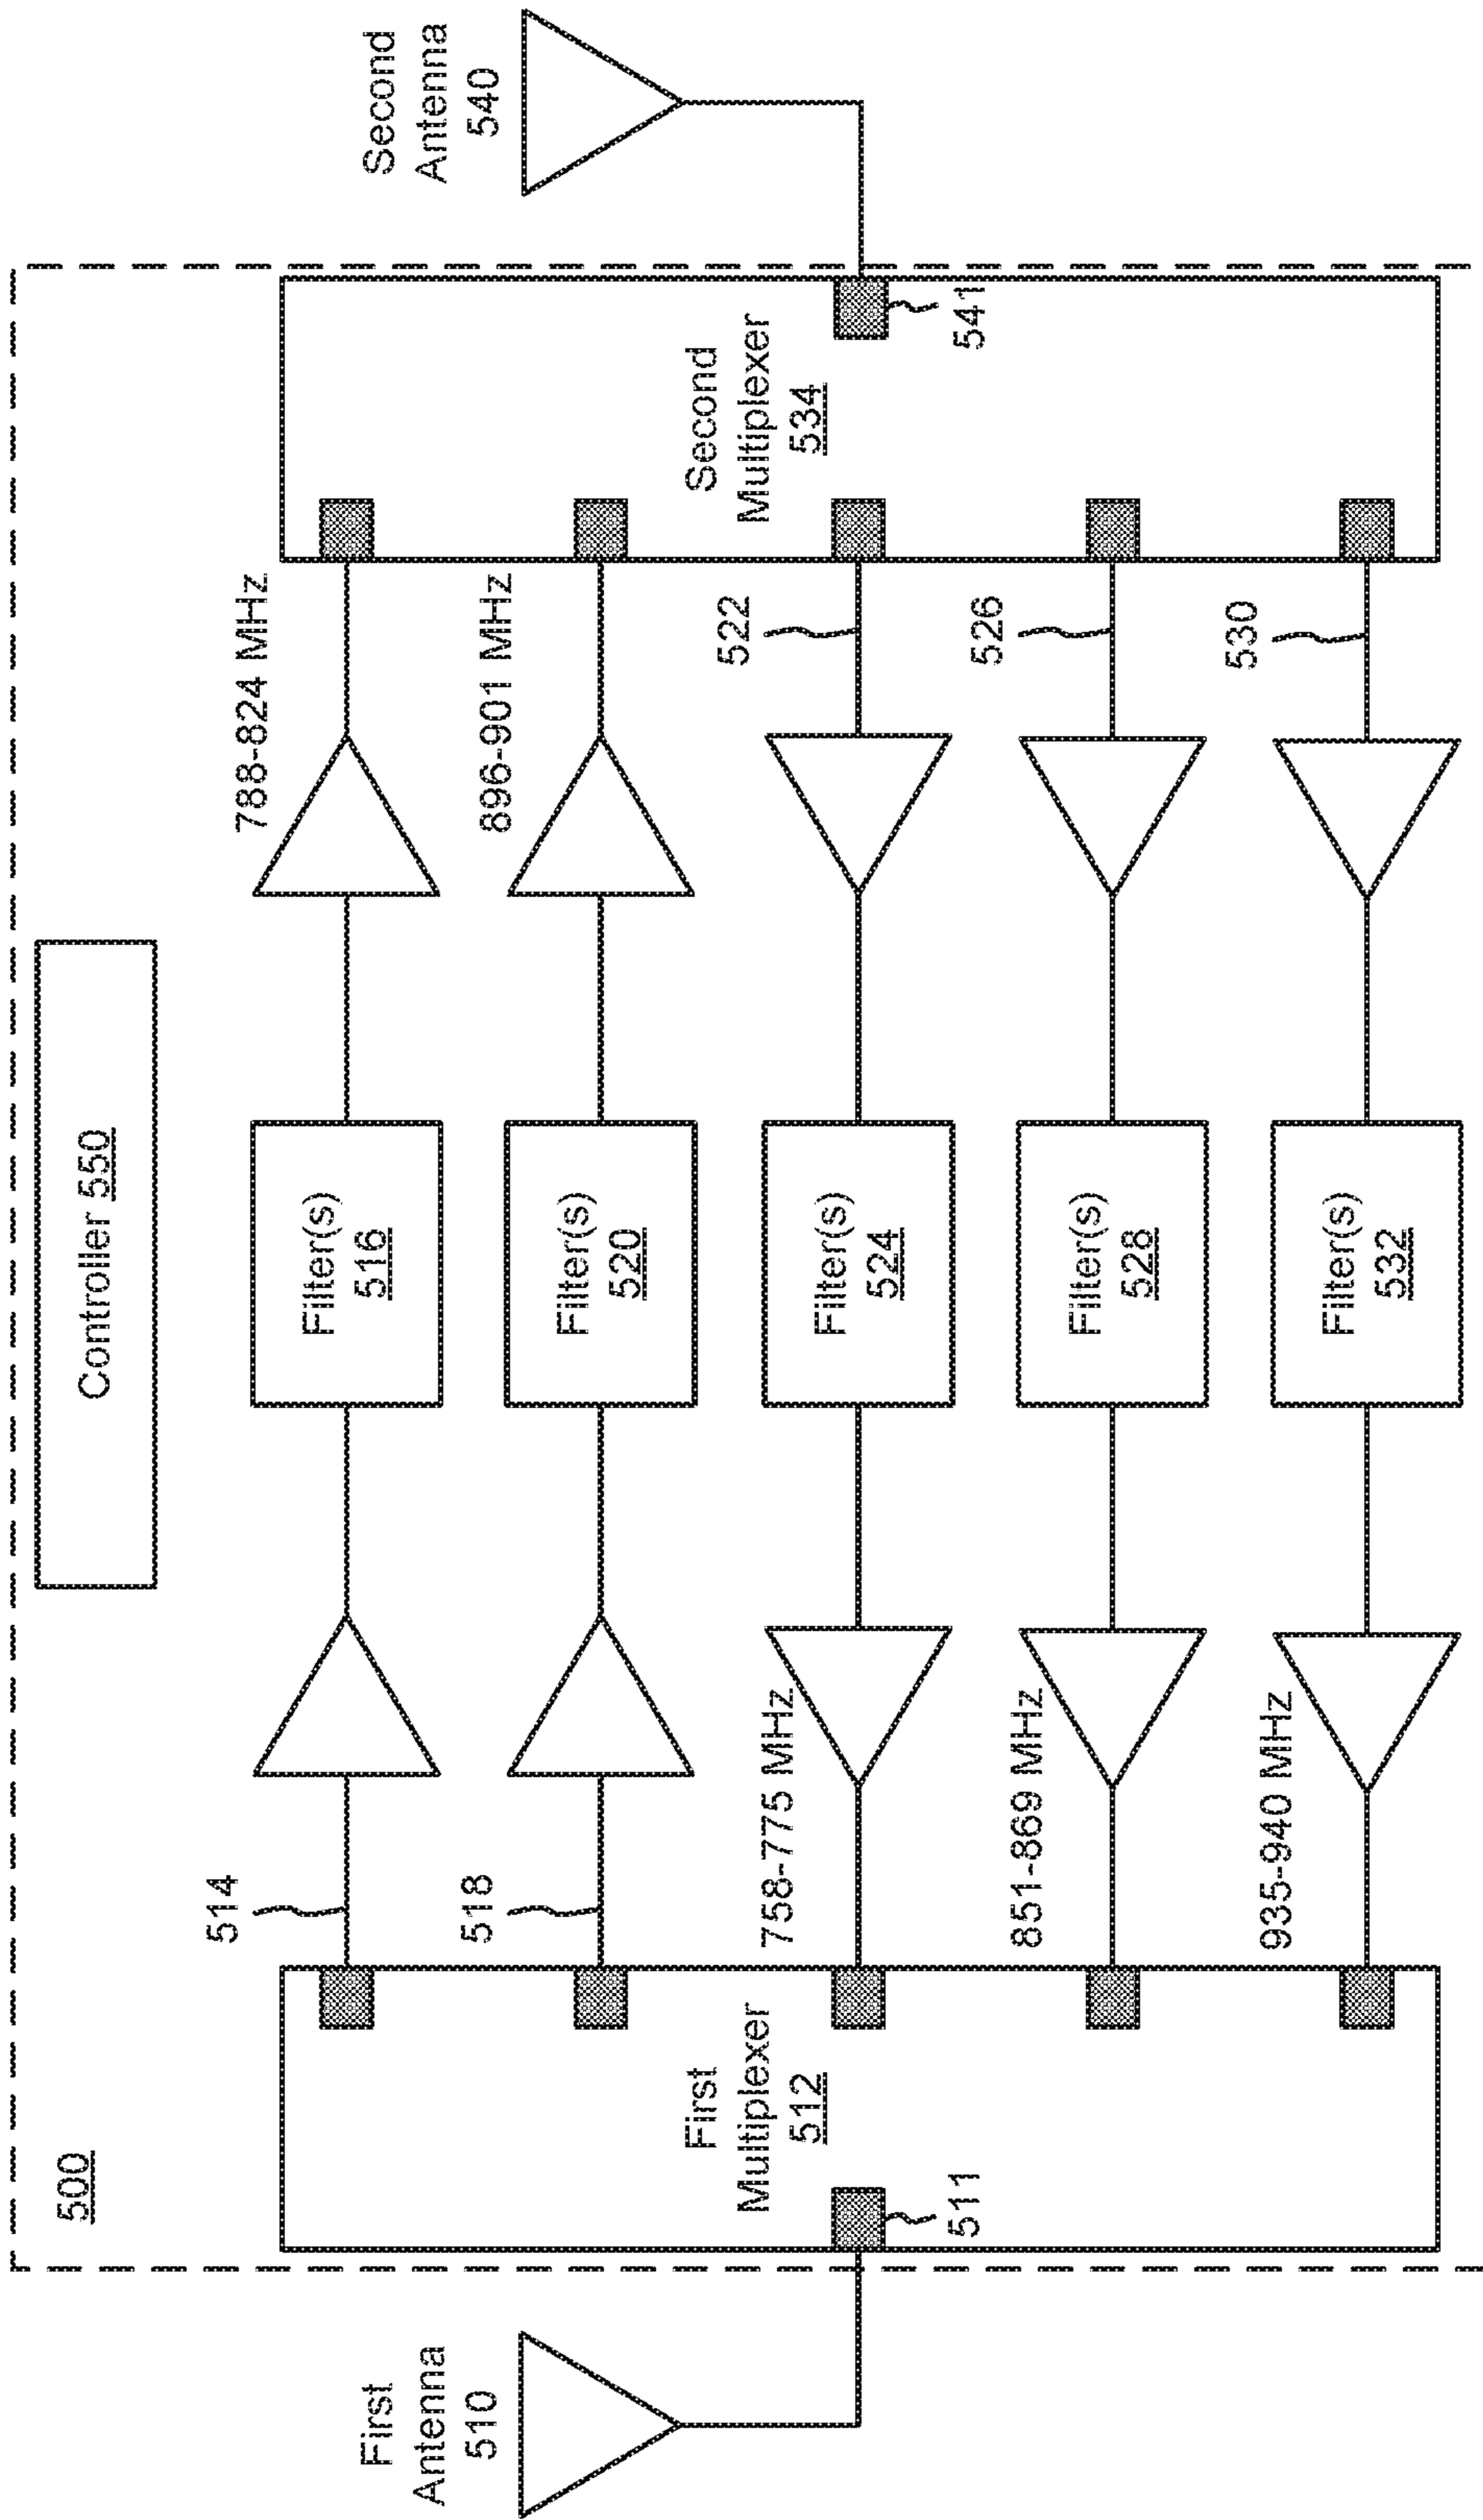 500
Controller 550
First
Antenna
510
Second
Antenna
540
First
Multiplexer
512
511
Second
Multiplexer
534
541
514
Filter(s)
516
788-824 MHz
518
Filter(s)
520
896-901 MHz
758-775 MHz
Filter(s)
524
522
851-869 MHz
Filter(s)
528
526
935-940 MHz
Filter(s)
532
530